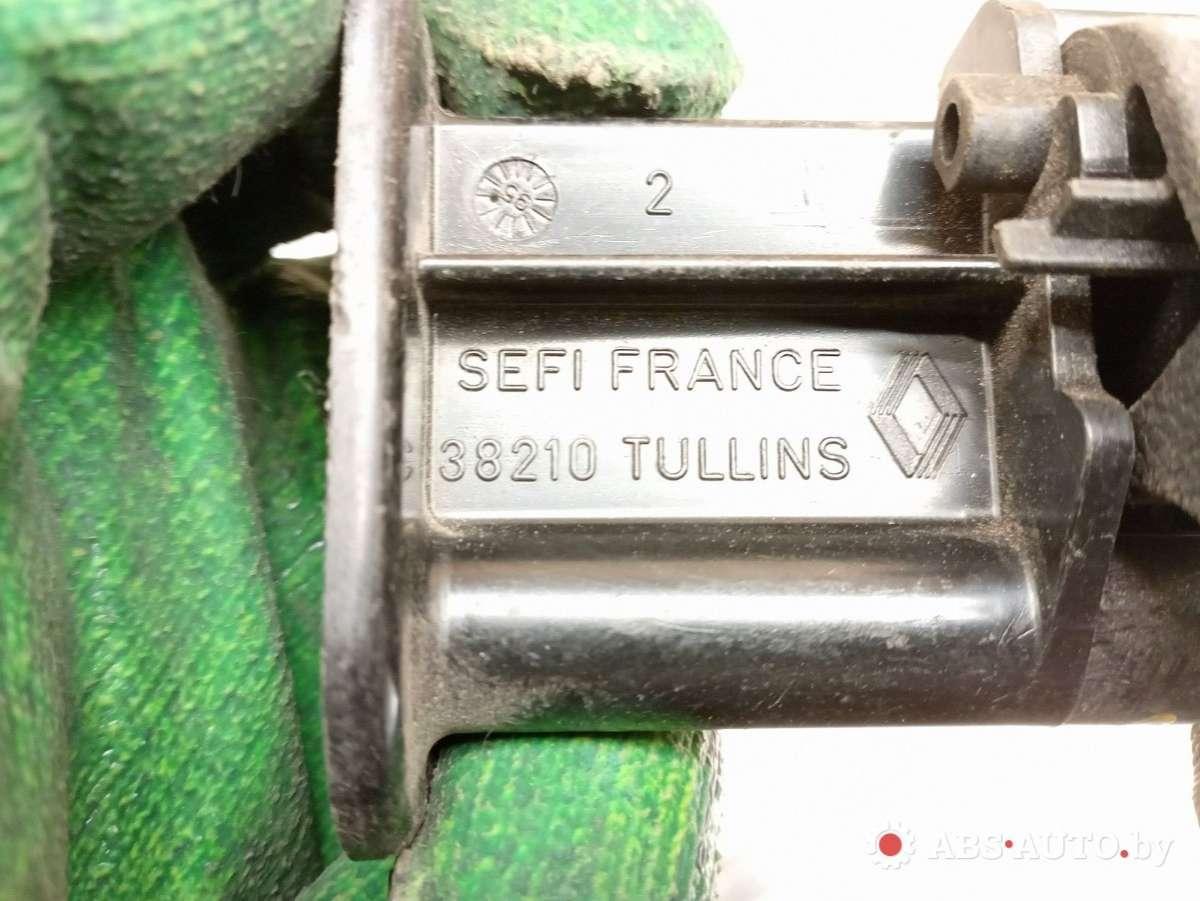 2
SEFI FRANCE
38210 TULLINS
ABS-AUTO.by